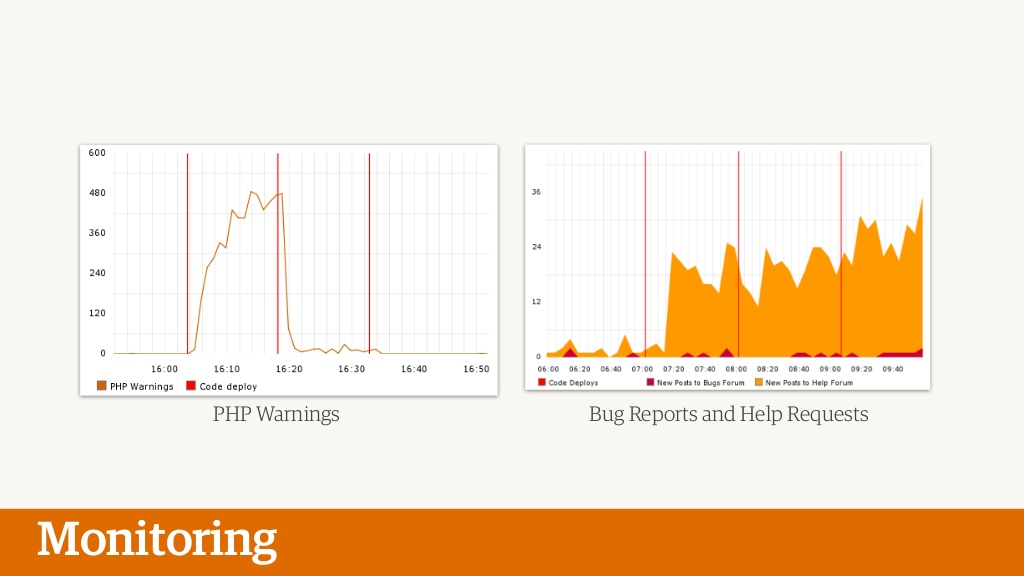 600
480
360
240
120
0
16:00 16:10 16:20 16:30 16:40 16:50
PHP Warnings Code deploy
PHP Warnings
36
24
12
0
06:00 06:20 06:40 07:00 07:20 07:40 08:00 08:20 08:40 09:00 09:20 09:40
Code Deploys New Posts to Bugs Forum New Posts to Help Forum
Bug Reports and Help Requests
Monitoring